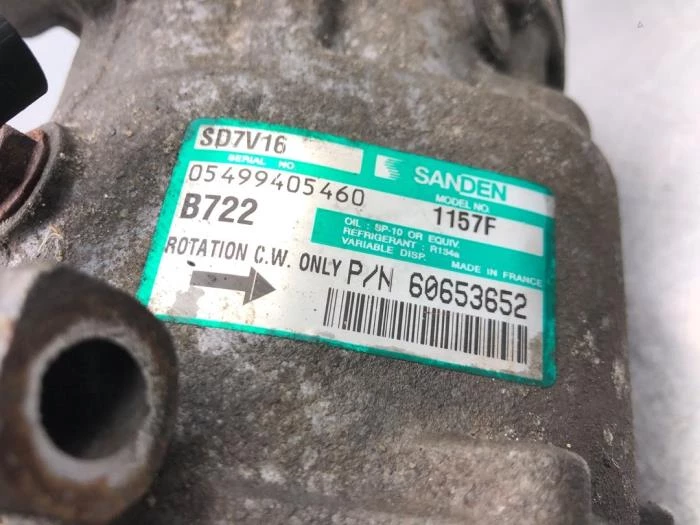 SD7V16
SERIAL NO
05499405460
SANDEN
MODEL NO.
1157F
B722
OIL : SP-10 OR EQUIV.
REFRIGERANT : R134a
VARIABLE DISP.
MADE IN FRANCE
ROTATION C.W. ONLY
P/N 60653652